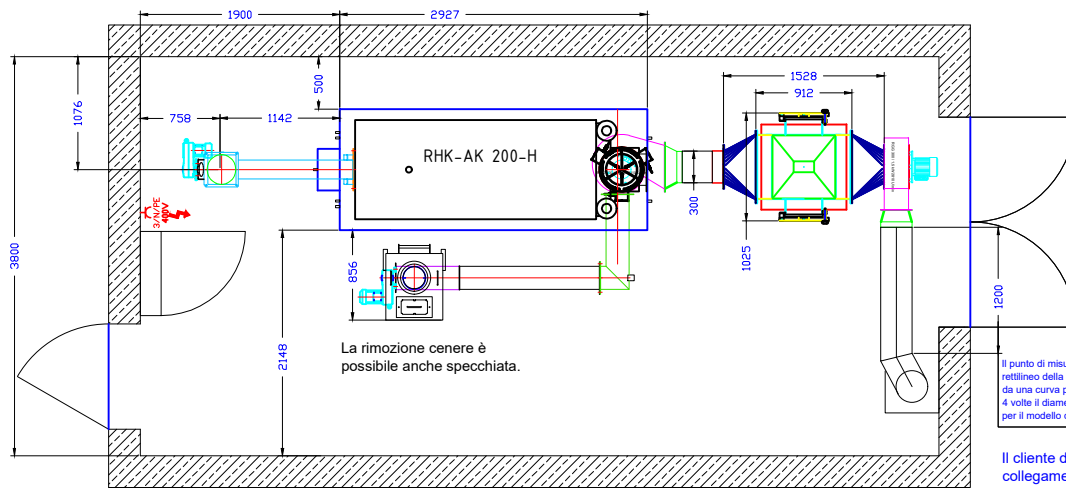 1900
2927
1528
912
500
1076
758
1142
RHK-AK 200-H
300
1025
3/N/PE
400V
3800
856
2148
1200
La rimozione cenere è
possibile anche specchiata.
Il punto di misu
rettilineo della
da una curva p
4 volte il diame
per il modello
Il cliente d
collegame